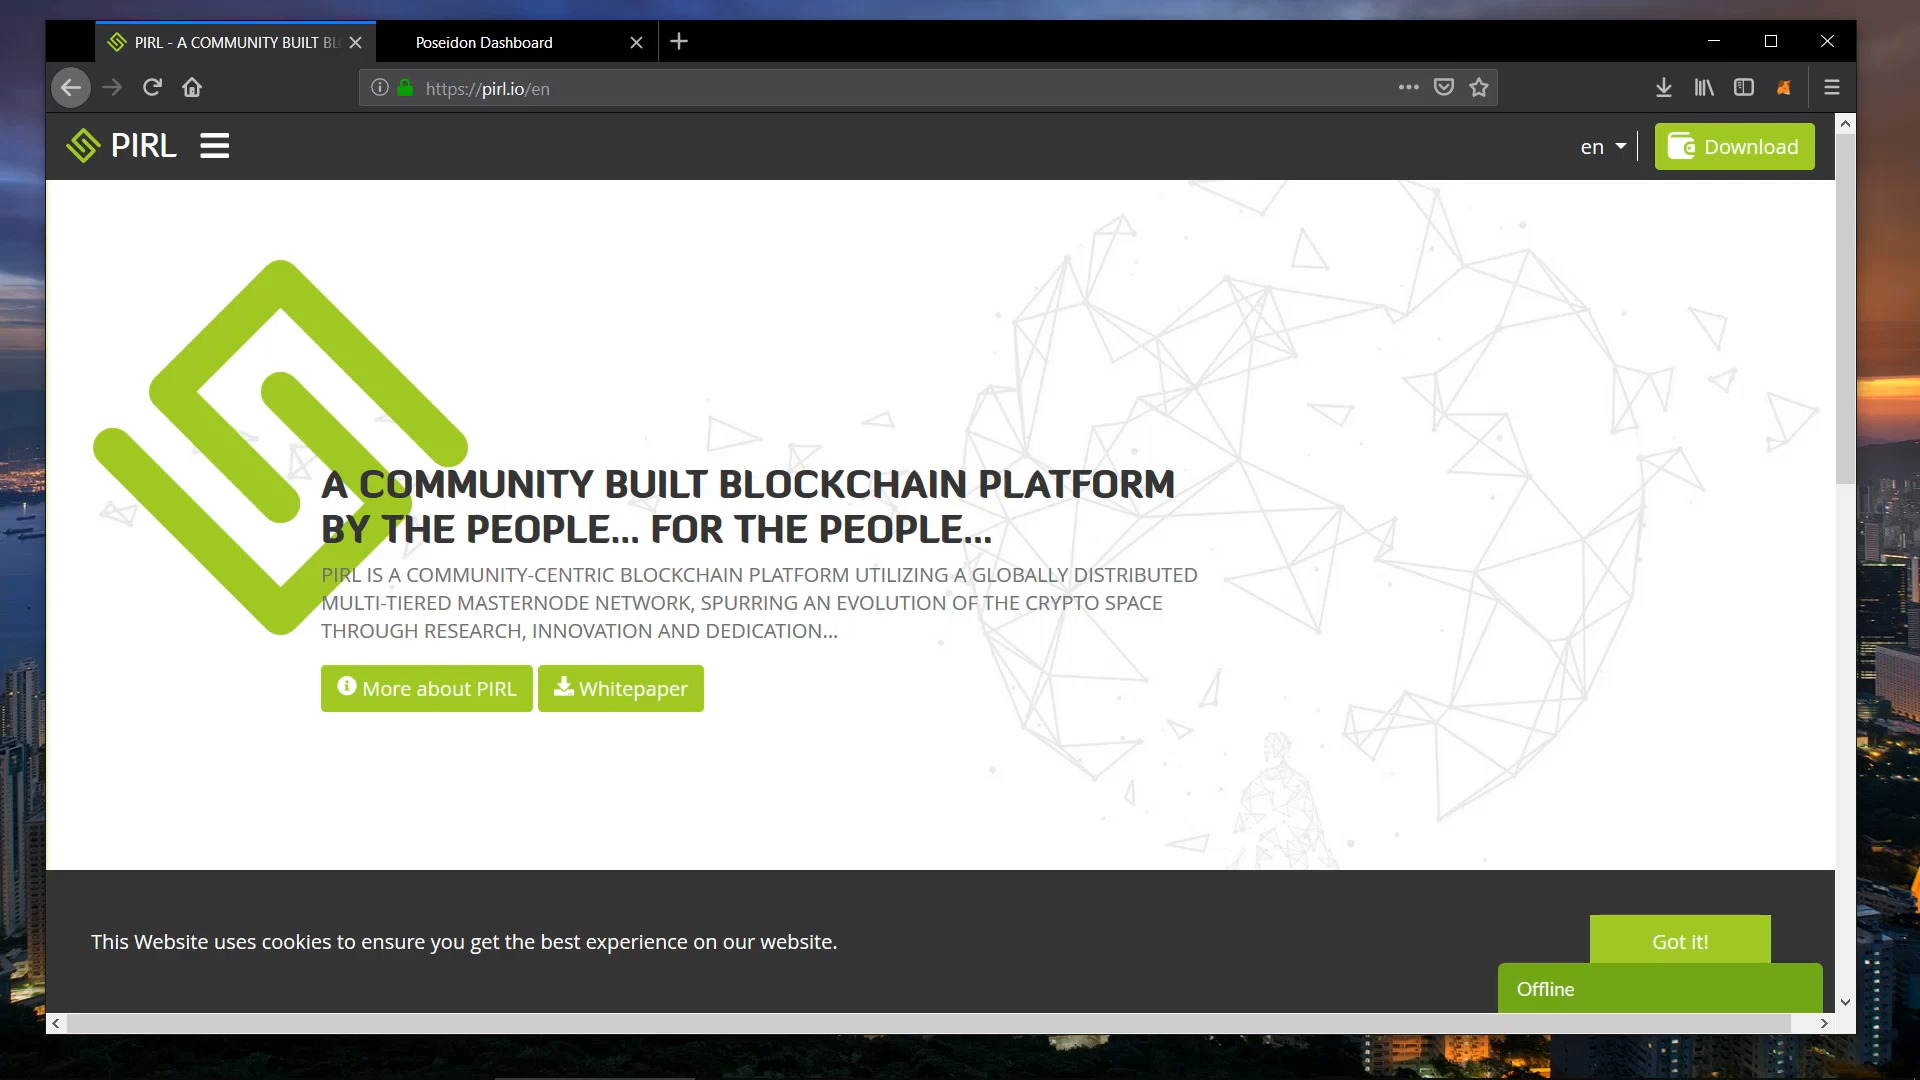 PIRL - A COMMUNITY BUILT BL
Poseidon Dashboard
https://pirl.io/en
PIRL
en
Download
A COMMUNITY BUILT BLOCKCHAIN PLATFORM
BY THE PEOPLE... FOR THE PEOPLE...
PIRL IS A COMMUNITY-CENTRIC BLOCKCHAIN PLATFORM UTILIZING A GLOBALLY DISTRIBUTED
MULTI-TIERED MASTERNODE NETWORK, SPURRING AN EVOLUTION OF THE CRYPTO SPACE
THROUGH RESEARCH, INNOVATION AND DEDICATION...
More about PIRL
Whitepaper
This Website uses cookies to ensure you get the best experience on our website.
Got it!
Offline